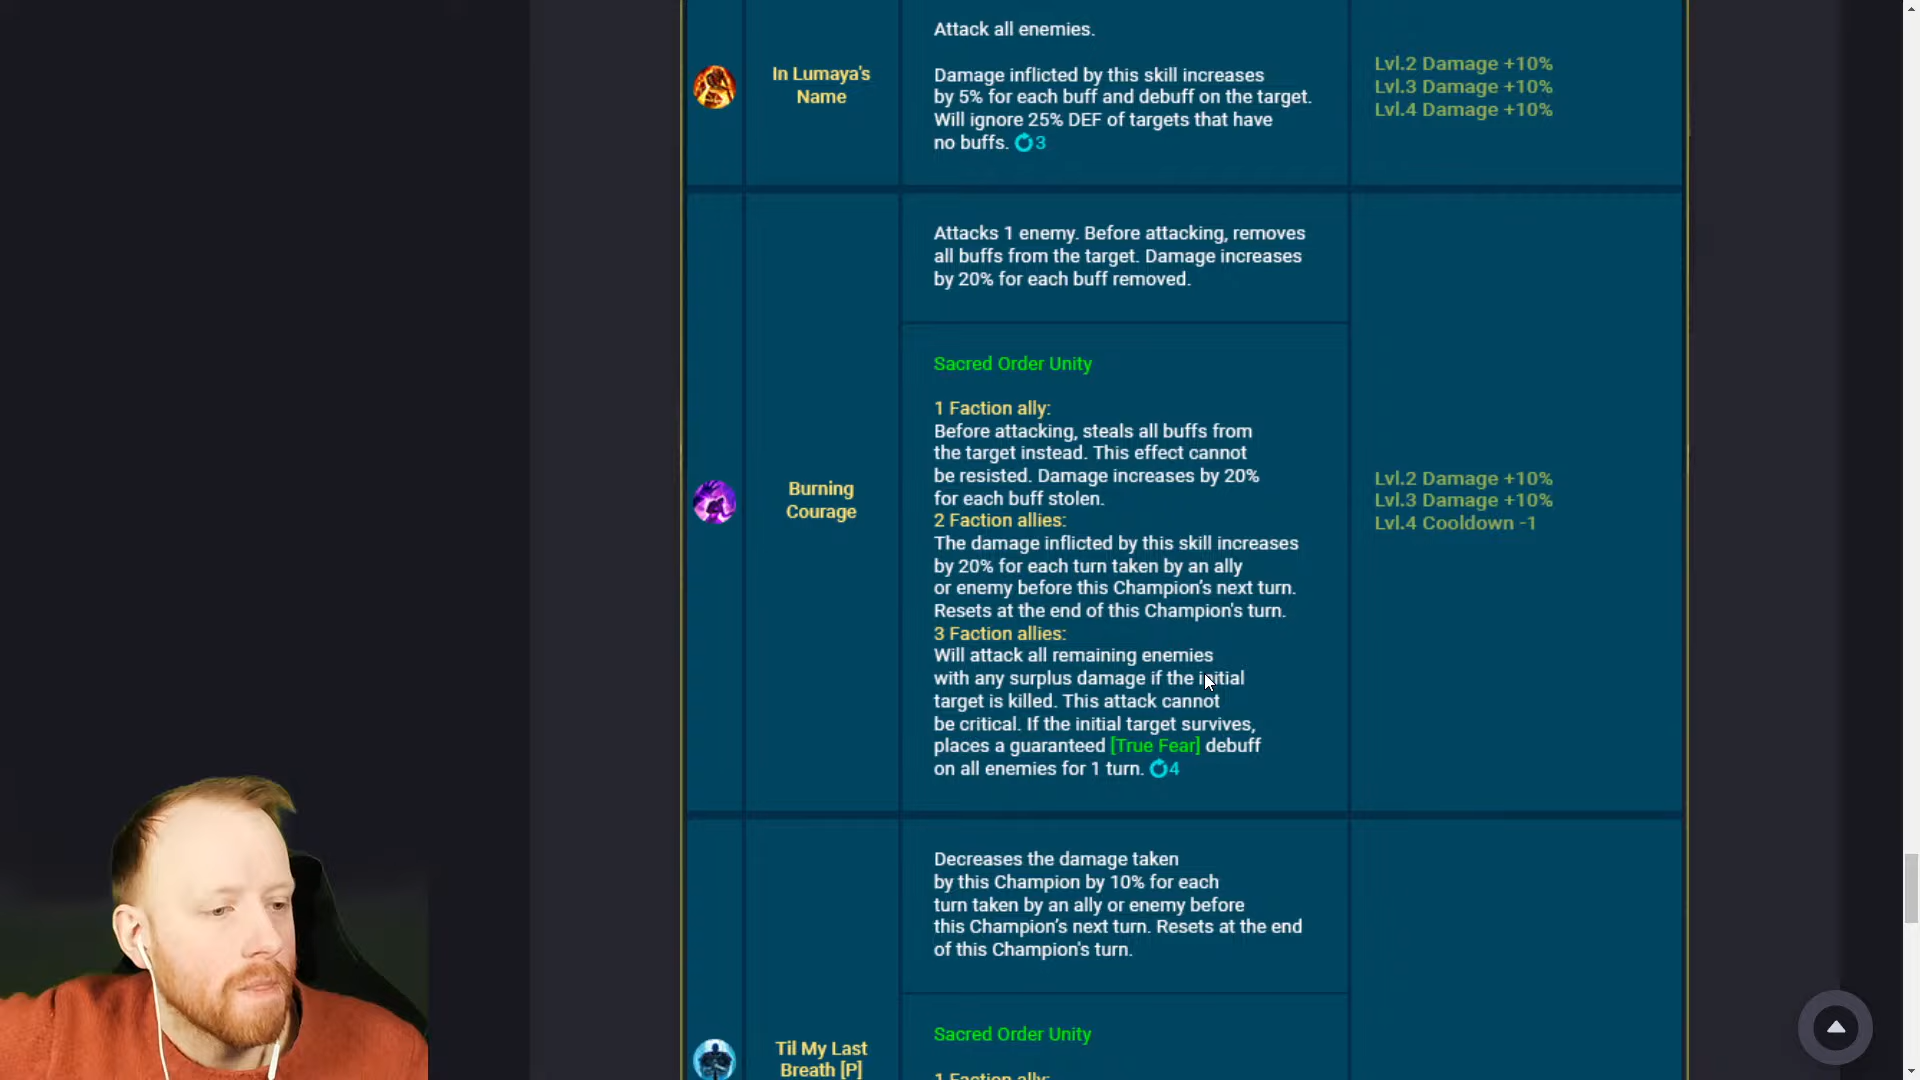 Attack all enemies.
Damage inflicted by this skill increases
by 5% for each buff and debuff on the target.
Will ignore 25% DEF of targets that have
no buffs. 3
In Lumaya's
Name
Lvl.2 Damage +10%
Lvl.3 Damage +10%
Lvl.4 Damage +10%
Attacks 1 enemy. Before attacking, removes
all buffs from the target. Damage increases
by 20% for each buff removed.
Sacred Order Unity
1 Faction ally:
Before attacking, steals all buffs from
the target instead. This effect cannot
be resisted. Damage increases by 20%
for each buff stolen.
2 Faction allies:
The damage inflicted by this skill increases
by 20% for each turn taken by an ally
or enemy before this Champion's next turn.
Resets at the end of this Champion's turn.
3 Faction allies:
Will attack all remaining enemies
with any surplus damage if the initial
target is killed. This attack cannot
be critical. If the initial target survives,
places a guaranteed [True Fear] debuff
on all enemies for 1 turn. 4
Burning
Courage
Lvl.2 Damage +10%
Lvl.3 Damage +10%
Lvl.4 Cooldown -1
Decreases the damage taken
by this Champion by 10% for each
turn taken by an ally or enemy before
this Champion's next turn. Resets at the end
of this Champion's turn.
Sacred Order Unity
1 Faction ally:
Til My Last
Breath [P]